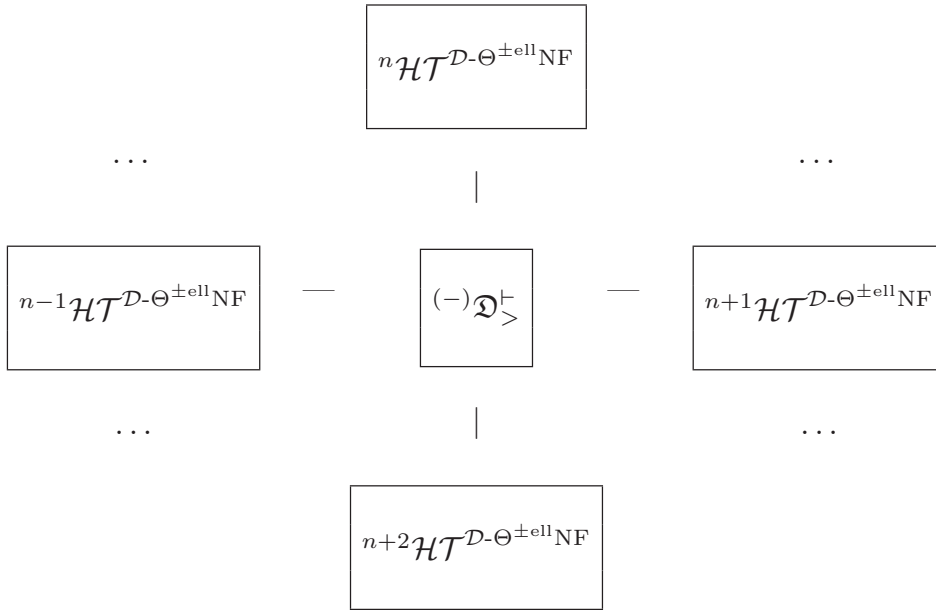 ⁿℋ𝒯^{𝒟-Θ^{±ell}NF}
... ...
|
ⁿ⁻¹ℋ𝒯^{𝒟-Θ^{±ell}NF} — ⁽⁻⁾𝔇^⊢_> — ⁿ⁺¹ℋ𝒯^{𝒟-Θ^{±ell}NF}
... ...
|
ⁿ⁺²ℋ𝒯^{𝒟-Θ^{±ell}NF}